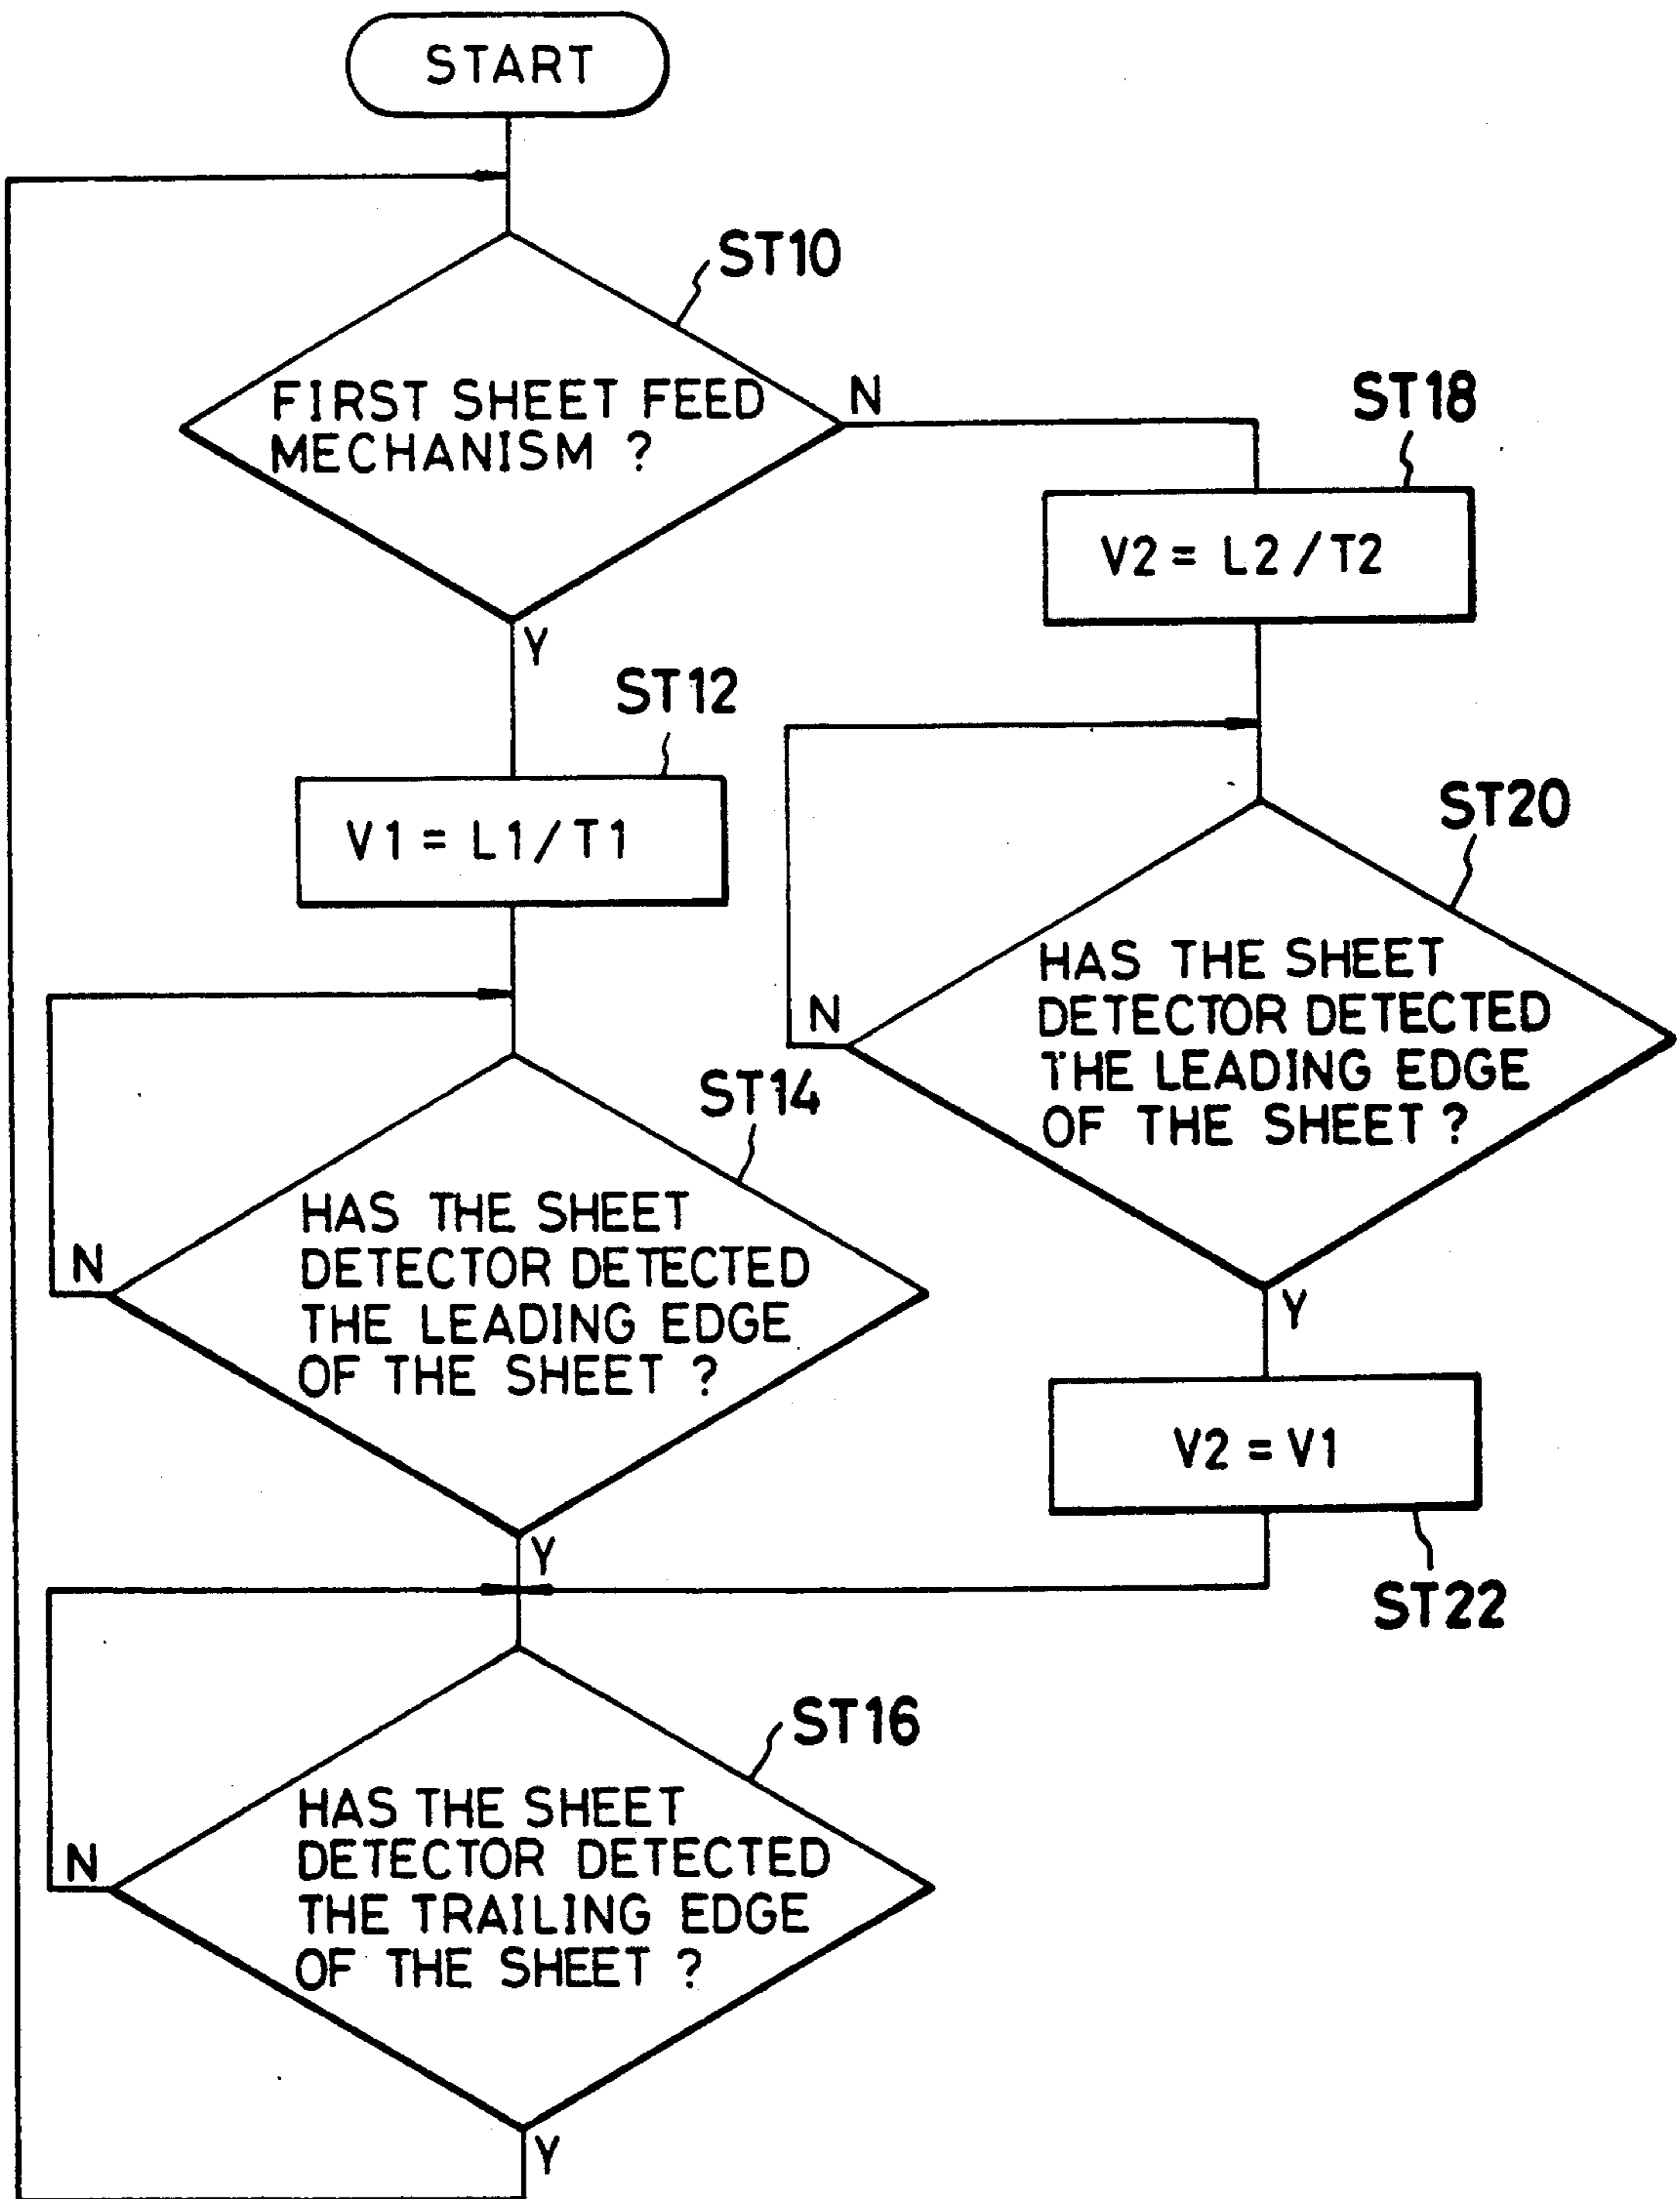 START
ST10
FIRST SHEET FEED
MECHANISM ?
N
Y
ST18
V2 = L2 / T2
ST12
V1 = L1 / T1
ST20
HAS THE SHEET
DETECTOR DETECTED
THE LEADING EDGE
OF THE SHEET ?
N
Y
ST14
HAS THE SHEET
DETECTOR DETECTED
THE LEADING EDGE
OF THE SHEET ?
N
Y
V2 = V1
ST22
ST16
HAS THE SHEET
DETECTOR DETECTED
THE TRAILING EDGE
OF THE SHEET ?
N
Y